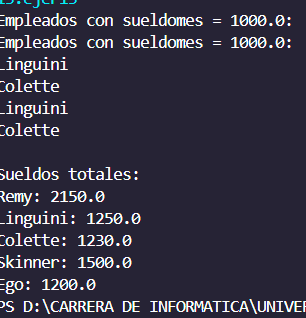 Empleados con sueldomes = 1000.0:
Empleados con sueldomes = 1000.0:
Linguini
Colette
Linguini
Colette
Sueldos totales:
Remy: 2150.0
Linguini: 1250.0
Colette: 1230.0
Skinner: 1500.0
Ego: 1200.0
PS D:\CARRERA DE INFORMATICA\UNIVER